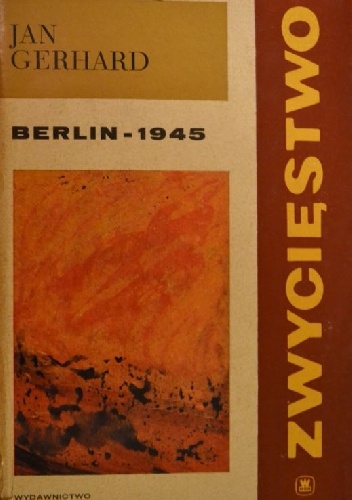 JAN
GERHARD
BERLIN - 1945
ZWYCIĘSTWO
WYDAWNICTWO